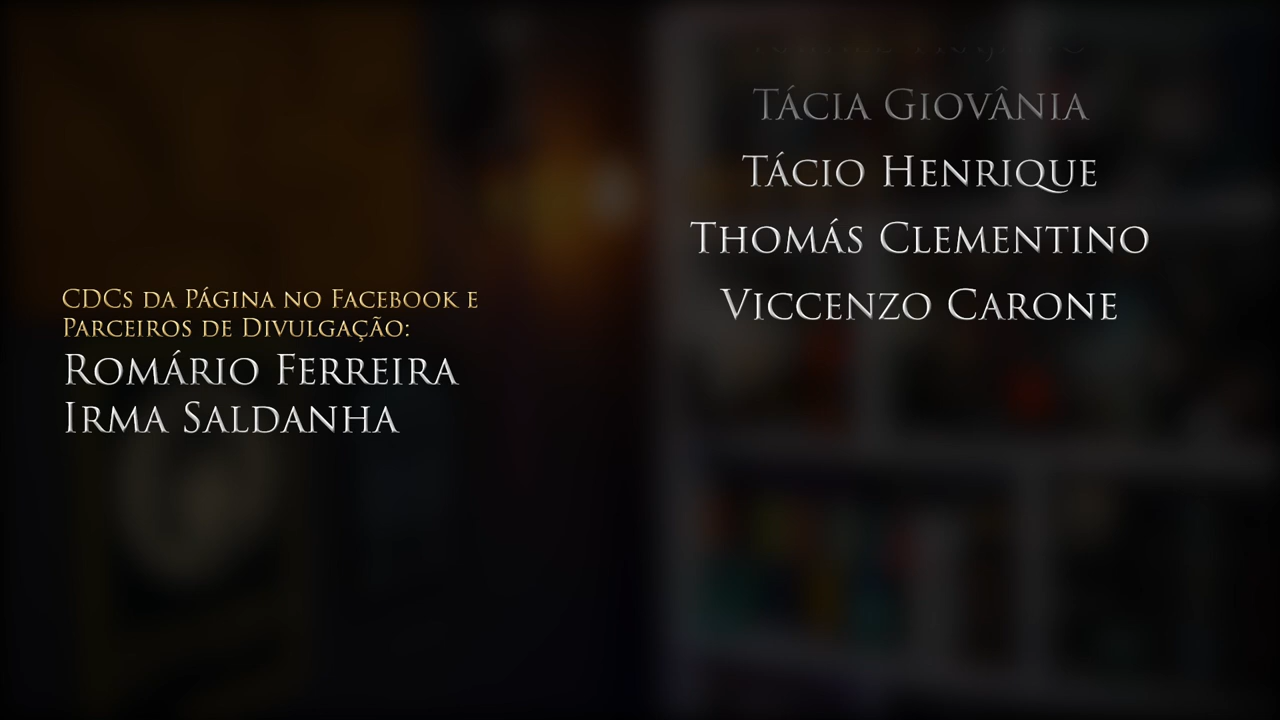 CDCs da Página no Facebook e
Parceiros de Divulgação:
Romário Ferreira
Irma Saldanha
Tácia Giovânia
Tácio Henrique
Thomás Clementino
Viccenzo Carone